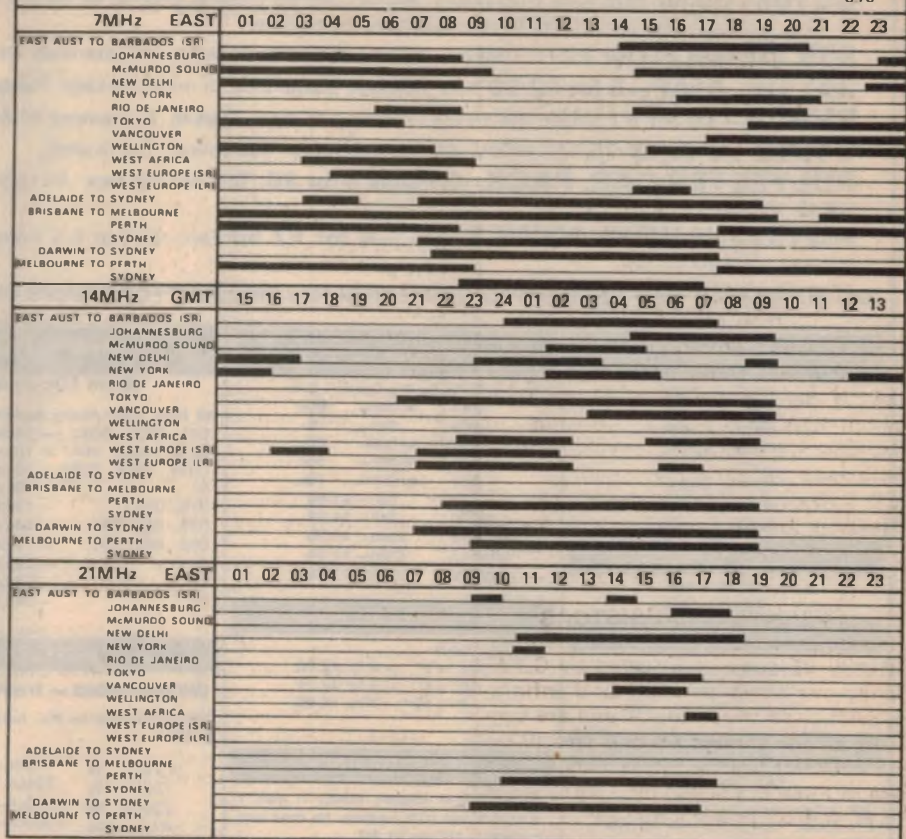 7MHz EAST 01 02 03 04 05 06 07 08 09 10 11 12 13 14 15 16 17 18 19 20 21 22 23
EAST AUST TO BARBADOS (SR)
JOHANNESBURG
McMURDO SOUND
NEW DELHI
NEW YORK
RIO DE JANEIRO
TOKYO
VANCOUVER
WELLINGTON
WEST AFRICA
WEST EUROPE (SR)
WEST EUROPE (LR)
ADELAIDE TO SYDNEY
BRISBANE TO MELBOURNE
PERTH
SYDNEY
DARWIN TO SYDNEY
MELBOURNE TO PERTH
SYDNEY
14MHz GMT 15 16 17 18 19 20 21 22 23 24 01 02 03 04 05 06 07 08 09 10 11 12 13
EAST AUST TO BARBADOS (SR)
JOHANNESBURG
McMURDO SOUND
NEW DELHI
NEW YORK
RIO DE JANEIRO
TOKYO
VANCOUVER
WELLINGTON
WEST AFRICA
WEST EUROPE (SR)
WEST EUROPE (LR)
ADELAIDE TO SYDNEY
BRISBANE TO MELBOURNE
PERTH
SYDNEY
DARWIN TO SYDNEY
MELBOURNE TO PERTH
SYDNEY
21MHz EAST 01 02 03 04 05 06 07 08 09 10 11 12 13 14 15 16 17 18 19 20 21 22 23
EAST AUST TO BARBADOS (SR)
JOHANNESBURG
McMURDO SOUND
NEW DELHI
NEW YORK
RIO DE JANEIRO
TOKYO
VANCOUVER
WELLINGTON
WEST AFRICA
WEST EUROPE (SR)
WEST EUROPE (LR)
ADELAIDE TO SYDNEY
BRISBANE TO MELBOURNE
PERTH
SYDNEY
DARWIN TO SYDNEY
MELBOURNE TO PERTH
SYDNEY